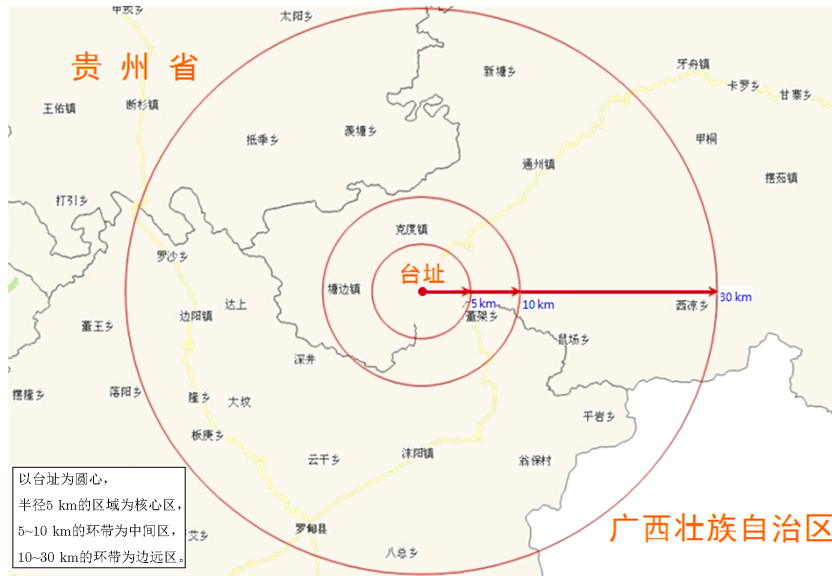 太阳乡
贵州省
新塘乡
牙舟镇
卡罗乡
甘寨乡
王佑镇
断杉镇
抵季乡
羡塘乡
甲桐
通州镇
摆茹镇
打引乡
克度镇
罗沙乡
台址
塘边镇
5 km
10 km
30 km
达上
西凉乡
边阳镇
董架乡
董王乡
鼠场乡
深井
摆隆乡
落阳乡
隆乡
大坟
平岩乡
板庚乡
云干乡
沫阳镇
翁保村
以台址为圆心，
半径5 km的区域为核心区，
5~10 km的环带为中间区，
10~30 km的环带为边远区。
艾乡
罗甸县
广西壮族自治区
八总乡